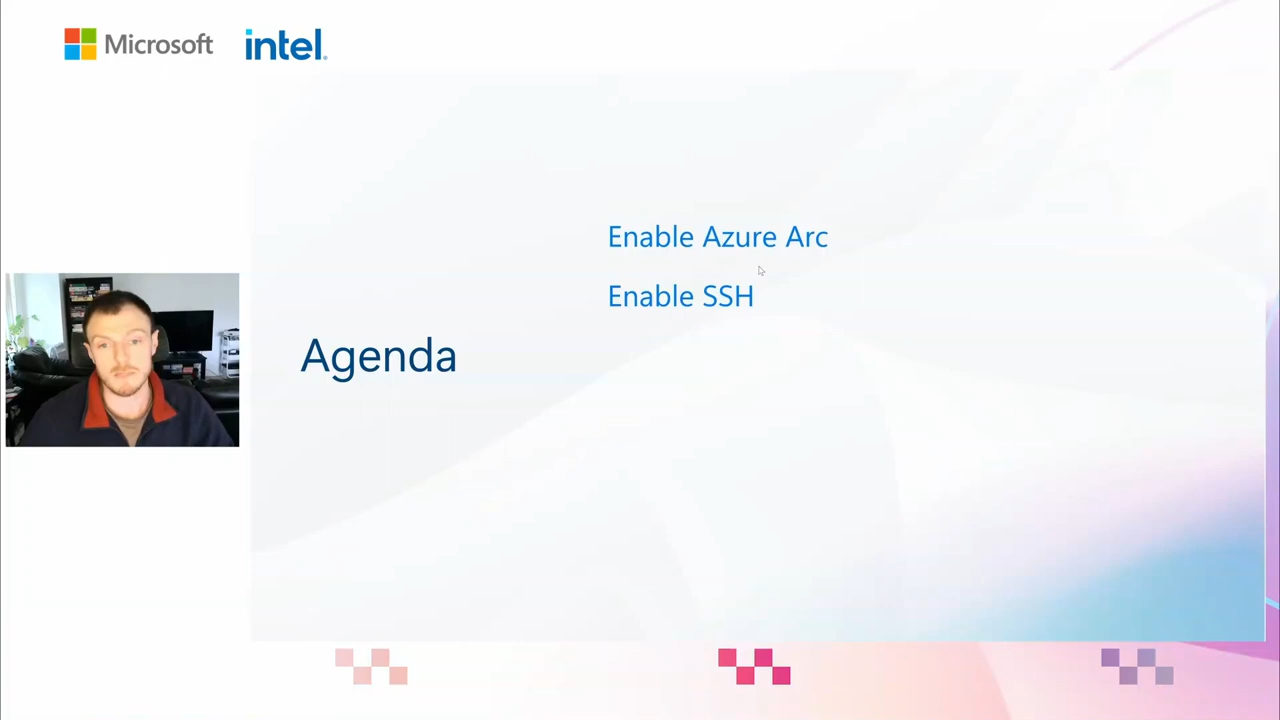 Microsoft
intel.
Enable Azure Arc
Enable SSH
Agenda